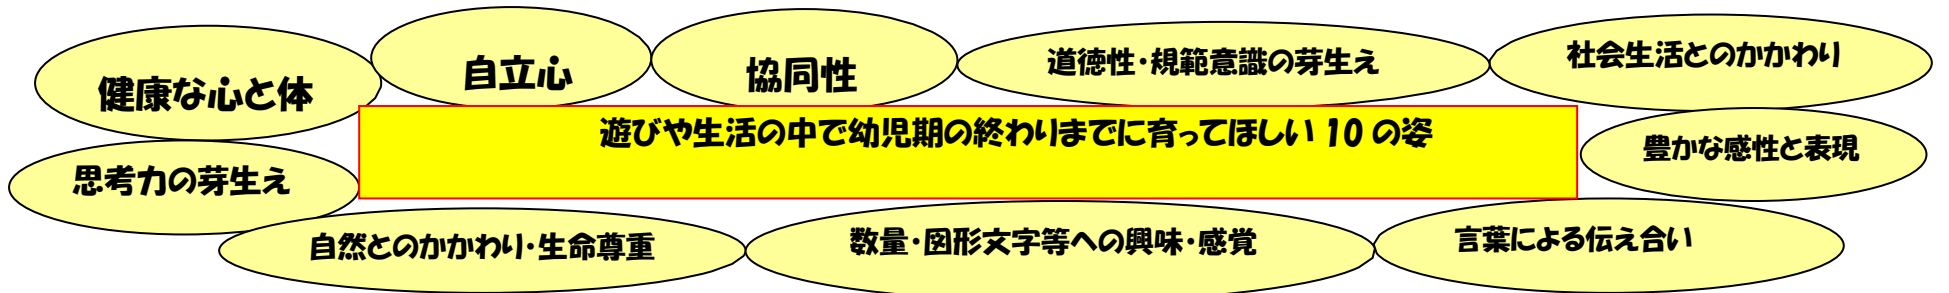 健康な心と体
自立心
協同性
道徳性・規範意識の芽生え
社会生活とのかかわり
遊びや生活の中で幼児期の終わりまでに育ってほしい 10 の姿
思考力の芽生え
豊かな感性と表現
自然とのかかわり・生命尊重
数量・図形文字等への興味・感覚
言葉による伝え合い